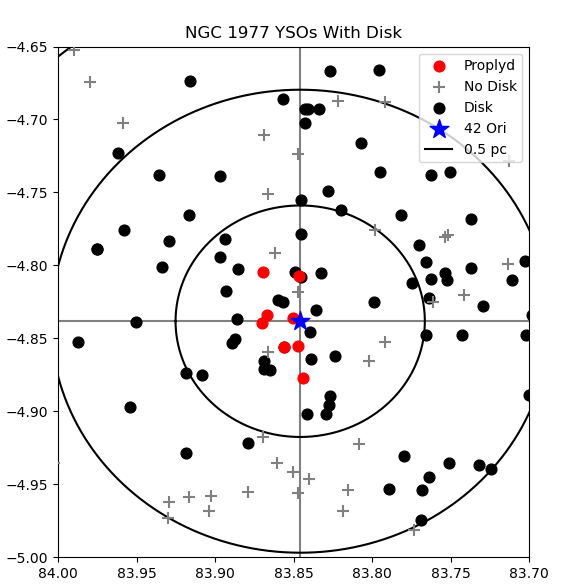 NGC 1977 YSOs With Disk
Proplyd
No Disk
Disk
42 Ori
0.5 pc
−4.65
−4.70
−4.75
−4.80
−4.85
−4.90
−4.95
−5.00
84.00 83.95 83.90 83.85 83.80 83.75 83.70